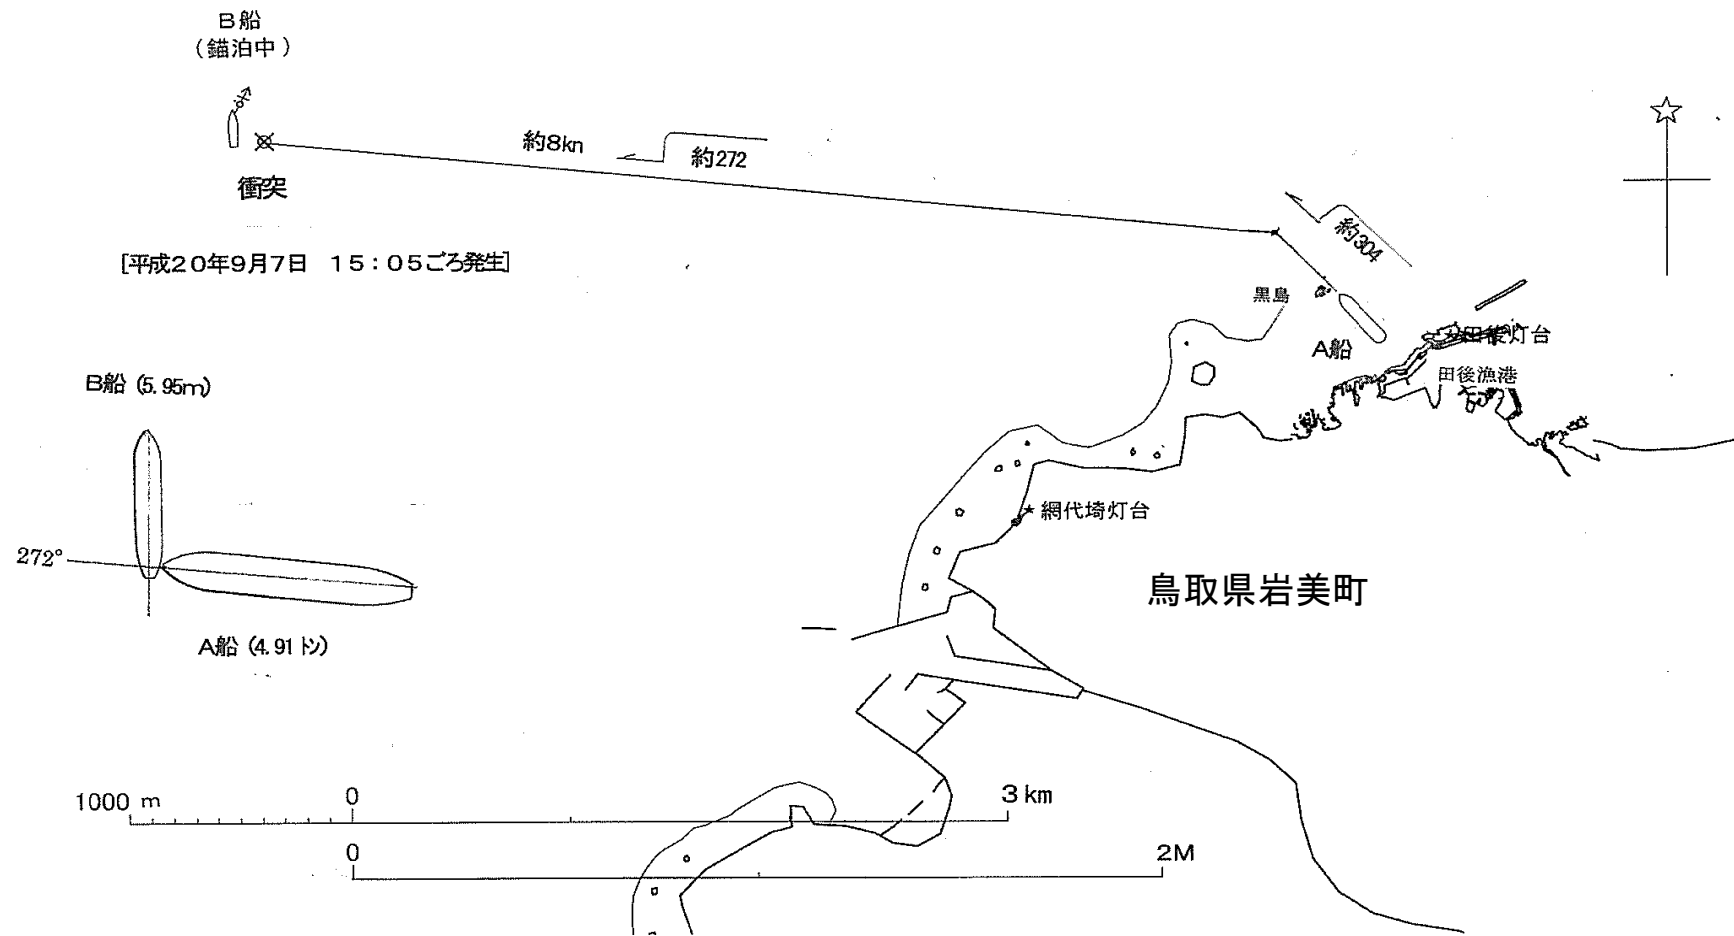 B船
(錨泊中)
約8kn
約272
衝突
約304
[平成20年9月7日 15:05ごろ発生]
黒島
田後灯台
A船
田後漁港
B船 (5.95m)
網代埼灯台
272°
鳥取県岩美町
A船 (4.91㌧)
1000 m
0
3 km
0
2M